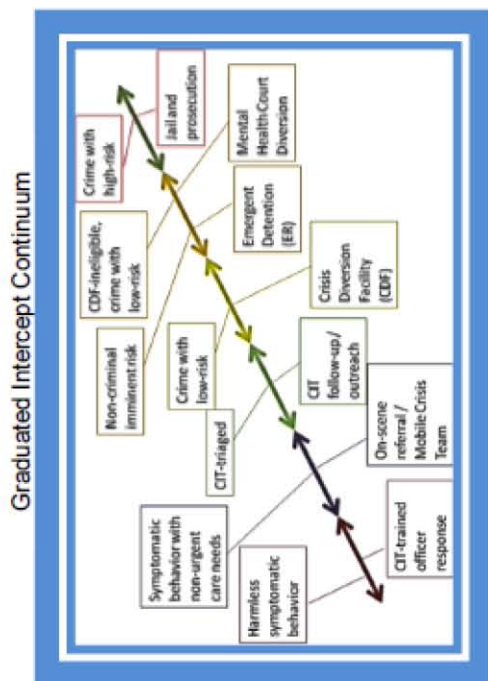 Graduated Intercept Continuum
Crime with
high-risk
Jail and
prosecution
CDF-ineligible,
crime with
low-risk
Mental
Health Court
Diversion
Non-criminal
imminent risk
Emergent
Detention
(ER)
Crime with
low-risk
Crisis
Diversion
Facility
(CDF)
CIT-triaged
CIT
follow-up /
outreach
Symptomatic
behavior with
non-urgent
care needs
On-scene
referral /
Mobile Crisis
Team
Harmless
symptomatic
behavior
CIT-trained
officer
response